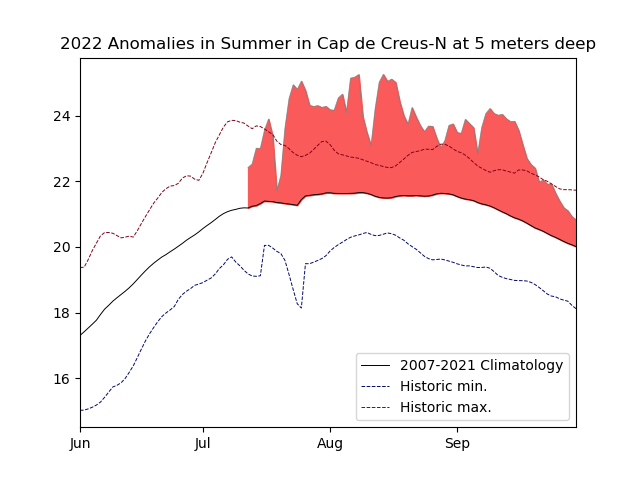 2022 Anomalies in Summer in Cap de Creus-N at 5 meters deep
24
22
20
18
16
Jun
Jul
Aug
Sep
2007-2021 Climatology
Historic min.
Historic max.